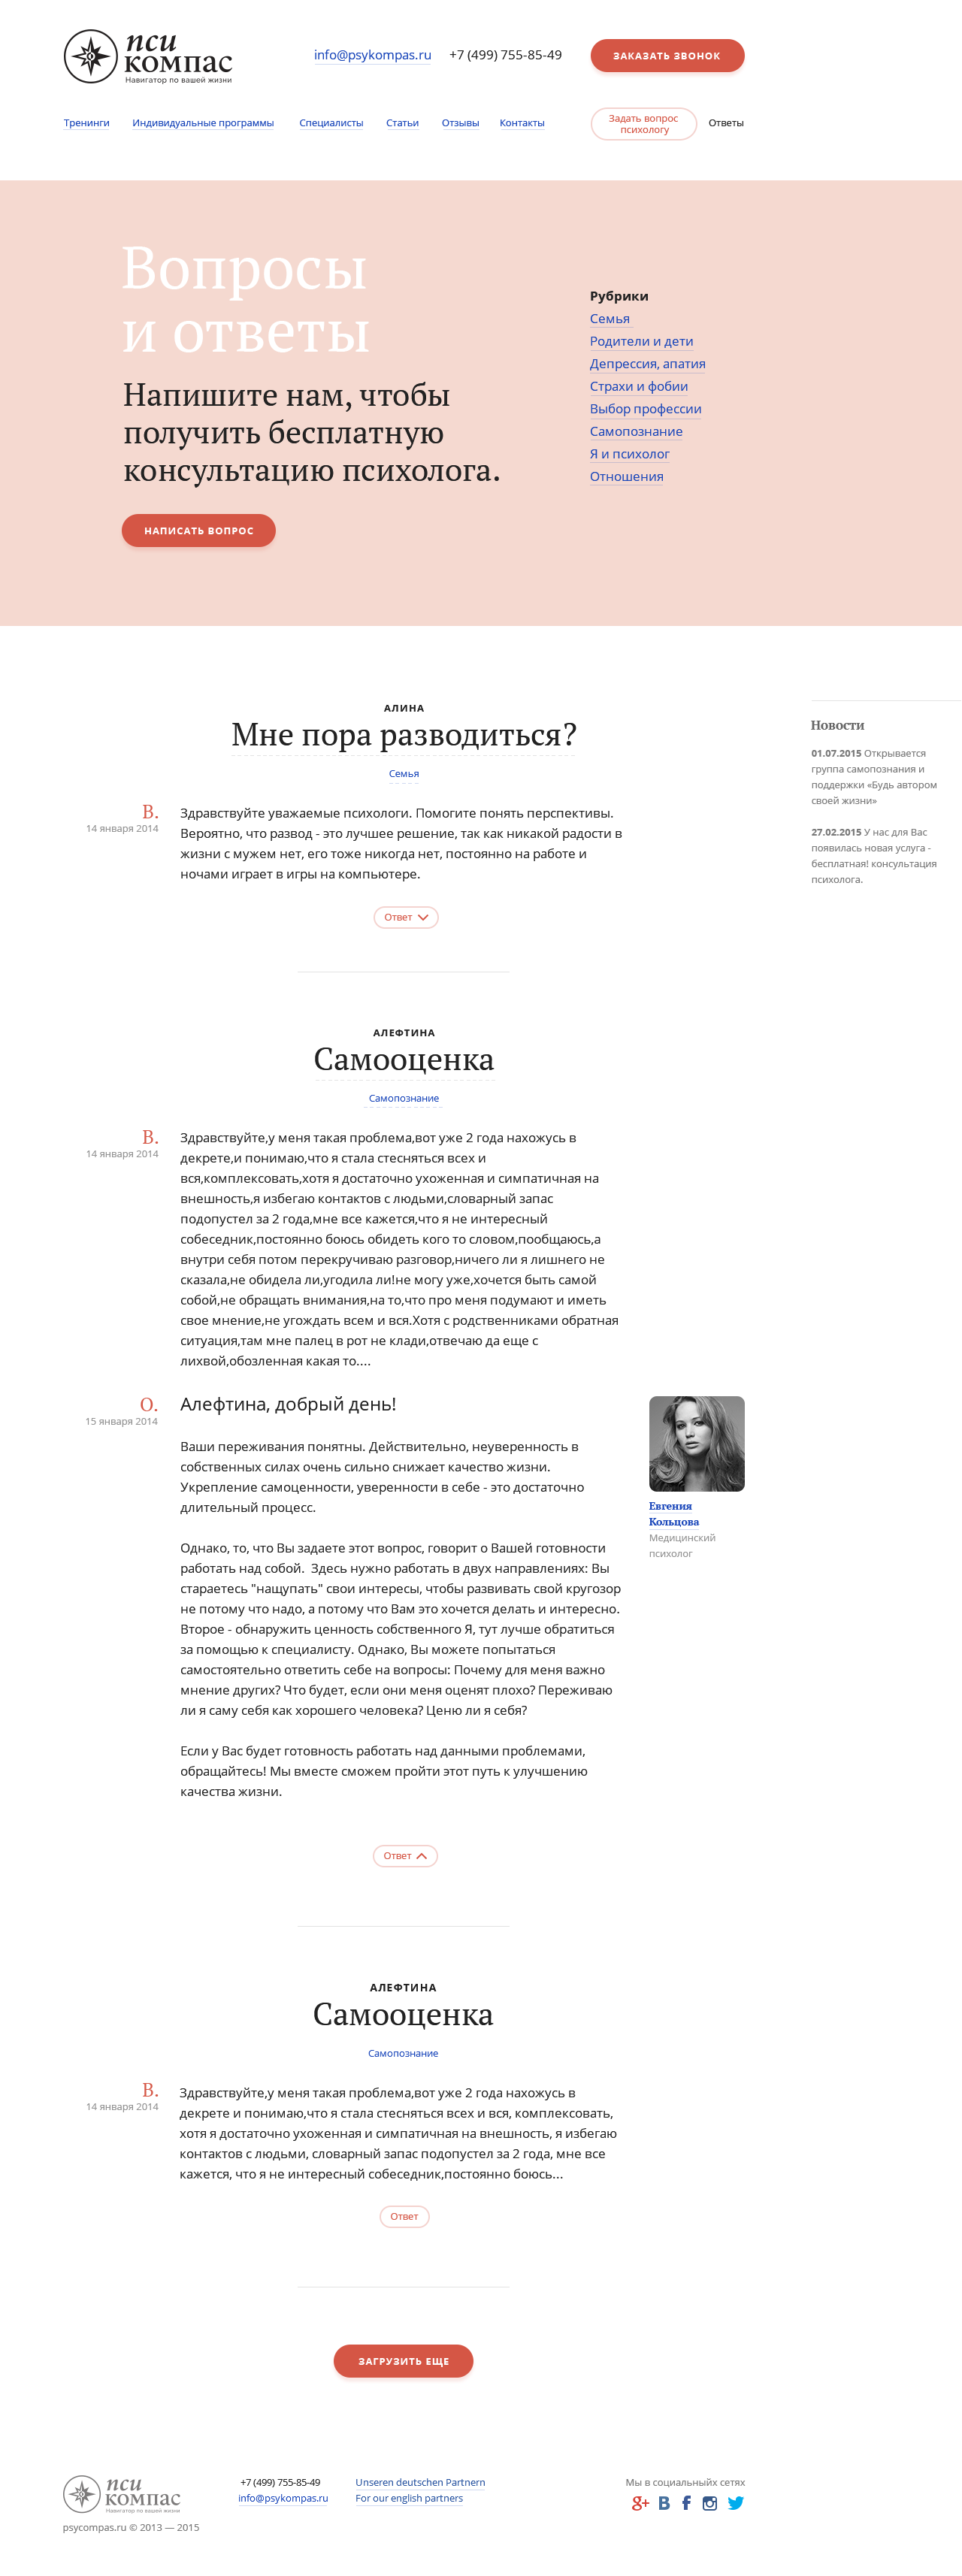 пси
компас
Навигатор по вашей жизни
info@psykompas.ru
+7 (499) 755-85-49
ЗАКАЗАТЬ ЗВОНОК
Тренинги
Индивидуальные программы
Специалисты
Статьи
Отзывы
Контакты
Задать вопрос
психологу
Ответы
Вопросы
и ответы
Напишите нам, чтобы
получить бесплатную
консультацию психолога.
НАПИСАТЬ ВОПРОС
Рубрики
Семья
Родители и дети
Депрессия, апатия
Страхи и фобии
Выбор профессии
Самопознание
Я и психолог
Отношения
АЛИНА
Мне пора разводиться?
Семья
В.
14 января 2014
Здравствуйте уважаемые психологи. Помогите понять перспективы.
Вероятно, что развод - это лучшее решение, так как никакой радости в
жизни с мужем нет, его тоже никогда нет, постоянно на работе и
ночами играет в игры на компьютере.
Ответ
Новости
01.07.2015 Открывается
группа самопознания и
поддержки «Будь автором
своей жизни»
27.02.2015 У нас для Вас
появилась новая услуга -
бесплатная! консультация
психолога.
АЛЕФТИНА
Самооценка
Самопознание
В.
14 января 2014
Здравствуйте,у меня такая проблема,вот уже 2 года нахожусь в
декрете,и понимаю,что я стала стесняться всех и
вся,комплексовать,хотя я достаточно ухоженная и симпатичная на
внешность,я избегаю контактов с людьми,словарный запас
подопустел за 2 года,мне все кажется,что я не интересный
собеседник,постоянно боюсь обидеть кого то словом,пообщаюсь,а
внутри себя потом перекручиваю разговор,ничего ли я лишнего не
сказала,не обидела ли,угодила ли!не могу уже,хочется быть самой
собой,не обращать внимания,на то,что про меня подумают и иметь
свое мнение,не угождать всем и вся.Хотя с родственниками обратная
ситуация,там мне палец в рот не клади,отвечаю да еще с
лихвой,обозленная какая то....
О.
15 января 2014
Алефтина, добрый день!
Ваши переживания понятны. Действительно, неуверенность в
собственных силах очень сильно снижает качество жизни.
Укрепление самоценности, уверенности в себе - это достаточно
длительный процесс.
Однако, то, что Вы задаете этот вопрос, говорит о Вашей готовности
работать над собой.  Здесь нужно работать в двух направлениях: Вы
стараетесь "нащупать" свои интересы, чтобы развивать свой кругозор
не потому что надо, а потому что Вам это хочется делать и интересно.
Второе - обнаружить ценность собственного Я, тут лучше обратиться
за помощью к специалисту. Однако, Вы можете попытаться
самостоятельно ответить себе на вопросы: Почему для меня важно
мнение других? Что будет, если они меня оценят плохо? Переживаю
ли я саму себя как хорошего человека? Ценю ли я себя?
Если у Вас будет готовность работать над данными проблемами,
обращайтесь! Мы вместе сможем пройти этот путь к улучшению
качества жизни.
Евгения
Кольцова
Медицинский
психолог
Ответ
АЛЕФТИНА
Самооценка
Самопознание
В.
14 января 2014
Здравствуйте,у меня такая проблема,вот уже 2 года нахожусь в
декрете и понимаю,что я стала стесняться всех и вся, комплексовать,
хотя я достаточно ухоженная и симпатичная на внешность, я избегаю
контактов с людьми, словарный запас подопустел за 2 года, мне все
кажется, что я не интересный собеседник,постоянно боюсь...
Ответ
ЗАГРУЗИТЬ ЕЩЕ
пси
компас
Навигатор по вашей жизни
psycompas.ru © 2013 — 2015
+7 (499) 755-85-49
info@psykompas.ru
Unseren deutschen Partnern
For our english partners
Мы в социальныйх сетях